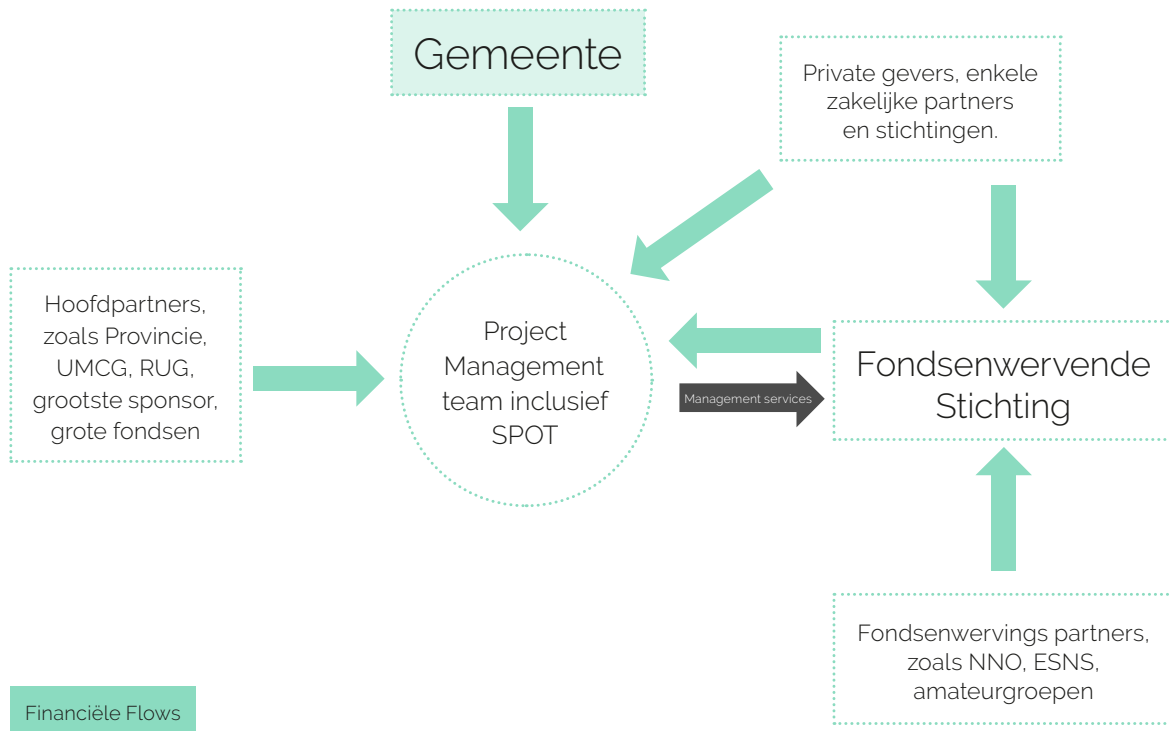 Gemeente
Private gevers, enkele
zakelijke partners
en stichtingen.
Hoofdpartners,
zoals Provincie,
UMCG, RUG,
grootste sponsor,
grote fondsen
Project
Management
team inclusief
SPOT
Management services
Fondsenwervende
Stichting
Fondsenwervings partners,
zoals NNO, ESNS,
amateurgroepen
Financiële Flows